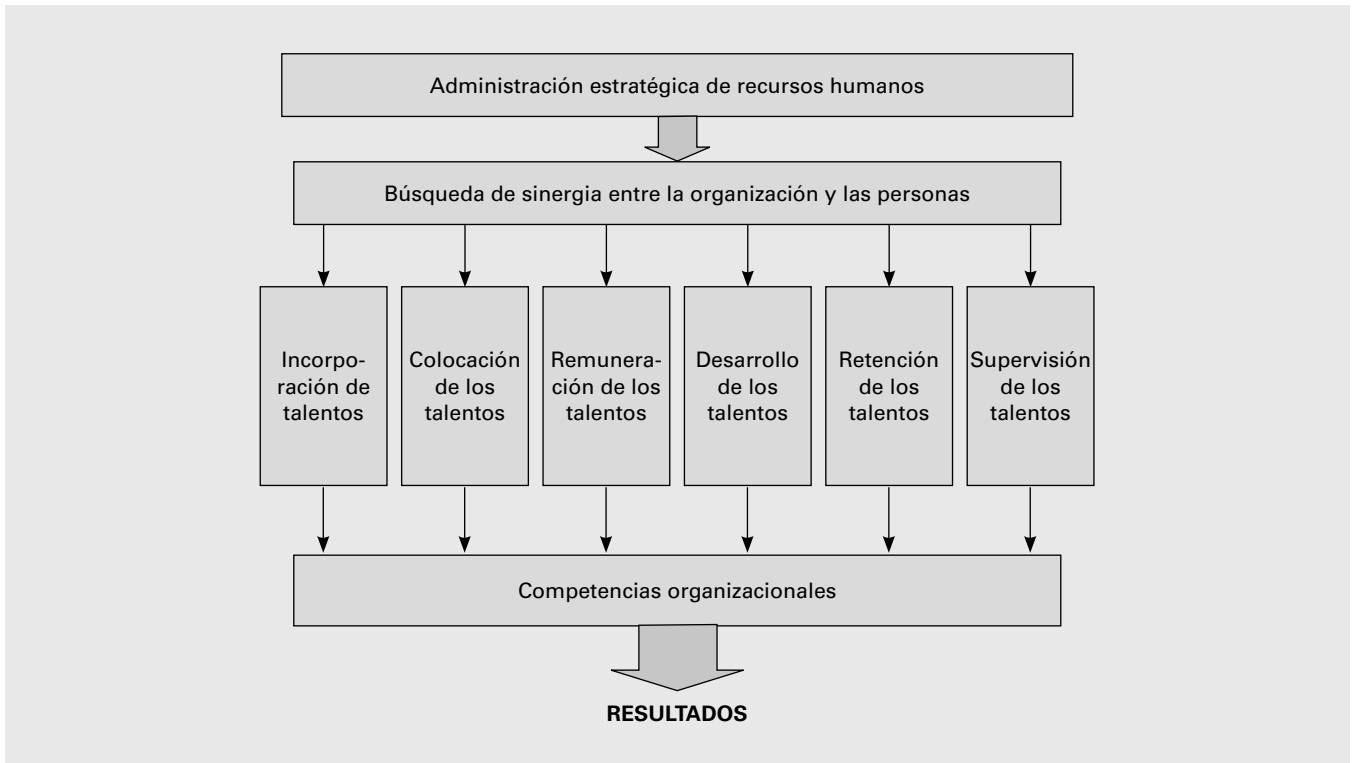 Administración estratégica de recursos humanos
Búsqueda de sinergia entre la organización y las personas
Incorpo-
ración de
talentos
Colocación
de los
talentos
Remunera-
ción de los
talentos
Desarrollo
de los
talentos
Retención
de los
talentos
Supervisión
de los
talentos
Competencias organizacionales
RESULTADOS